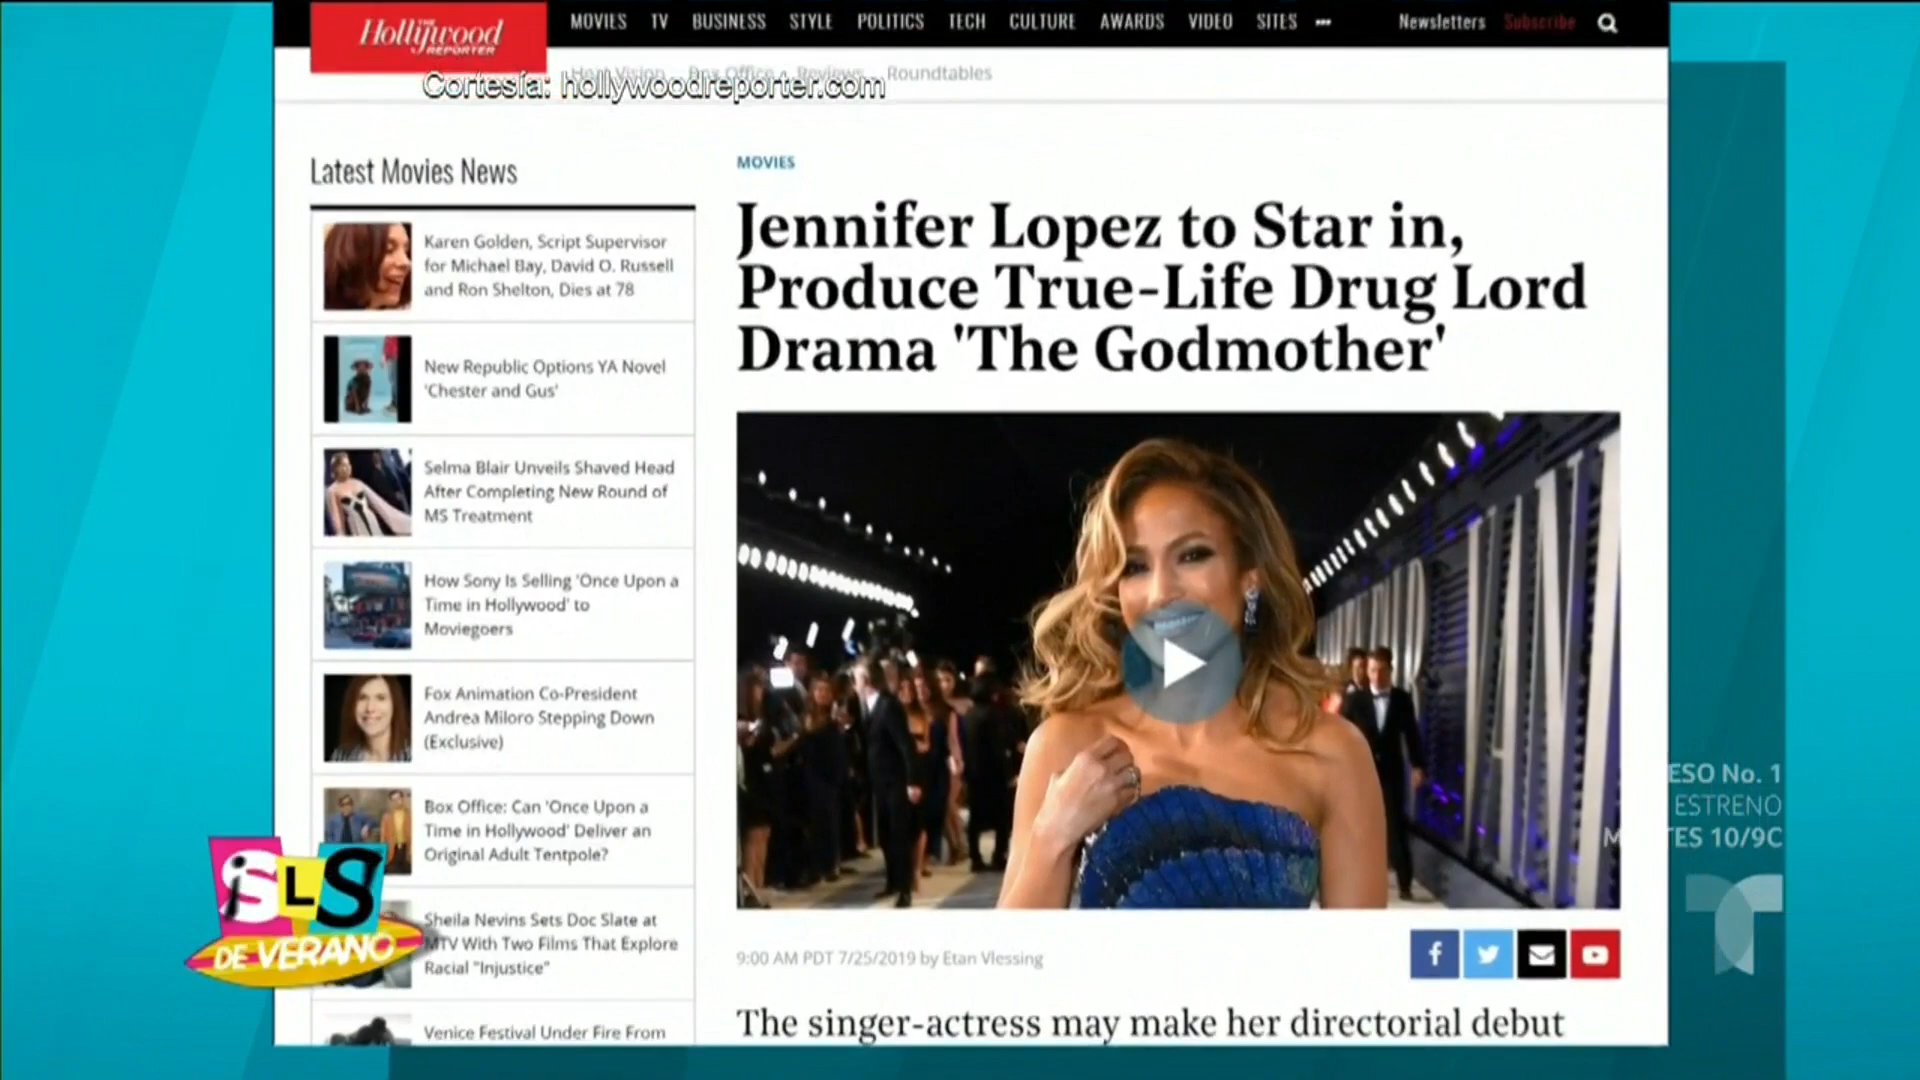 The Hollywood REPORTER
MOVIES TV BUSINESS STYLE POLITICS TECH CULTURE AWARDS VIDEO SITES ••• Newsletters Subscribe
Heat Vision Box Office Reviews Roundtables
Cortesía: hollywoodreporter.com
Latest Movies News
Karen Golden, Script Supervisor
for Michael Bay, David O. Russell
and Ron Shelton, Dies at 78
New Republic Options YA Novel
'Chester and Gus'
Selma Blair Unveils Shaved Head
After Completing New Round of
MS Treatment
How Sony Is Selling 'Once Upon a
Time in Hollywood' to
Moviegoers
Fox Animation Co-President
Andrea Miloro Stepping Down
(Exclusive)
Box Office: Can 'Once Upon a
Time in Hollywood' Deliver an
Original Adult Tentpole?
Sheila Nevins Sets Doc Slate at
MTV With Two Films That Explore
Racial "Injustice"
Venice Festival Under Fire From
MOVIES
Jennifer Lopez to Star in,
Produce True-Life Drug Lord
Drama 'The Godmother'
9:00 AM PDT 7/25/2019 by Etan Vlessing
The singer-actress may make her directorial debut
¡SLS
DE VERANO
ESO No. 1
ESTRENO
TES 10/9C
T